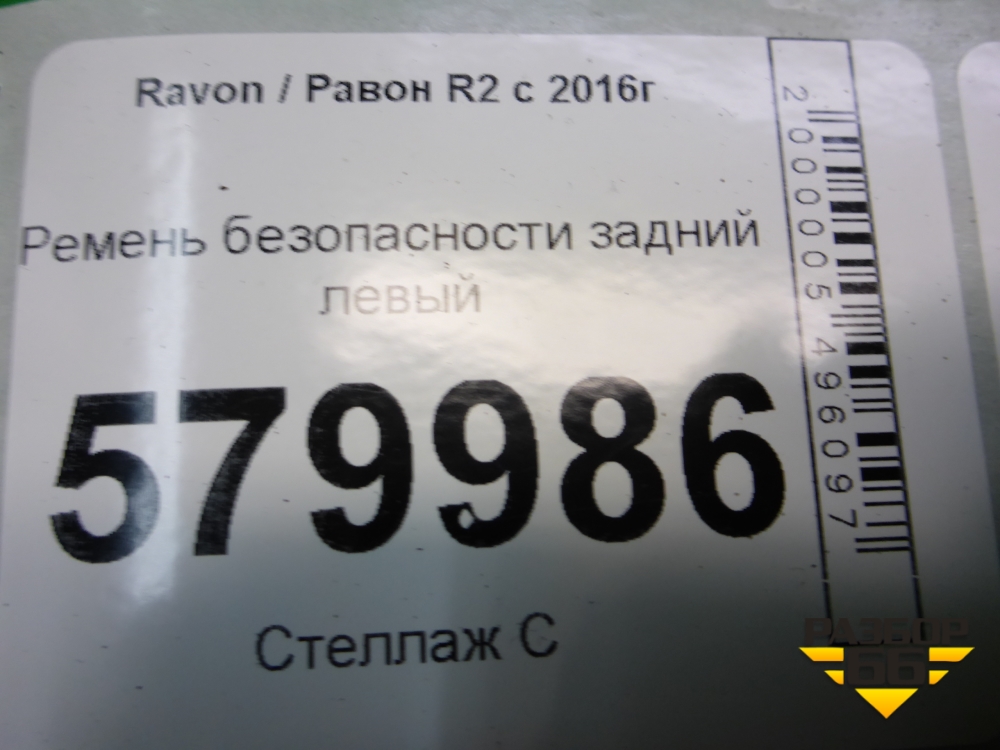 Ravon / Равон R2 с 2016г
Ремень безопасности задний
левый
579986
Стеллаж С
2000005496097
РАЗБОР
66